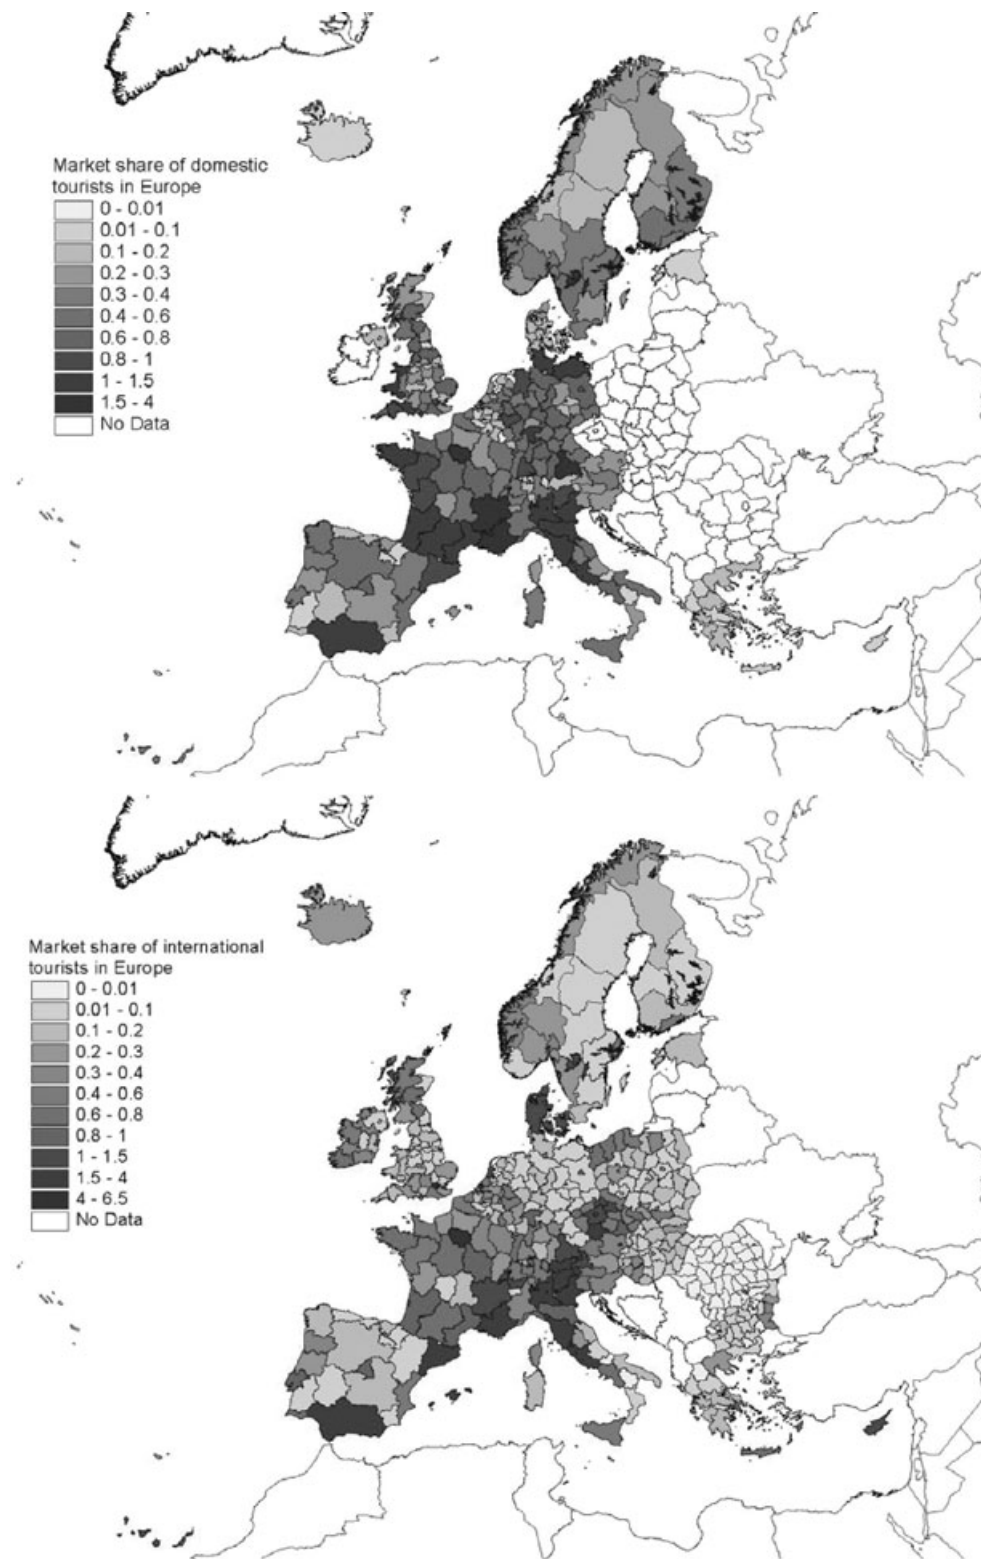 Market share of domestic
tourists in Europe
0 - 0.01
0.01 - 0.1
0.1 - 0.2
0.2 - 0.3
0.3 - 0.4
0.4 - 0.6
0.6 - 0.8
0.8 - 1
1 - 1.5
1.5 - 4
No Data
Market share of international
tourists in Europe
0 - 0.01
0.01 - 0.1
0.1 - 0.2
0.2 - 0.3
0.3 - 0.4
0.4 - 0.6
0.6 - 0.8
0.8 - 1
1 - 1.5
1.5 - 4
4 - 6.5
No Data